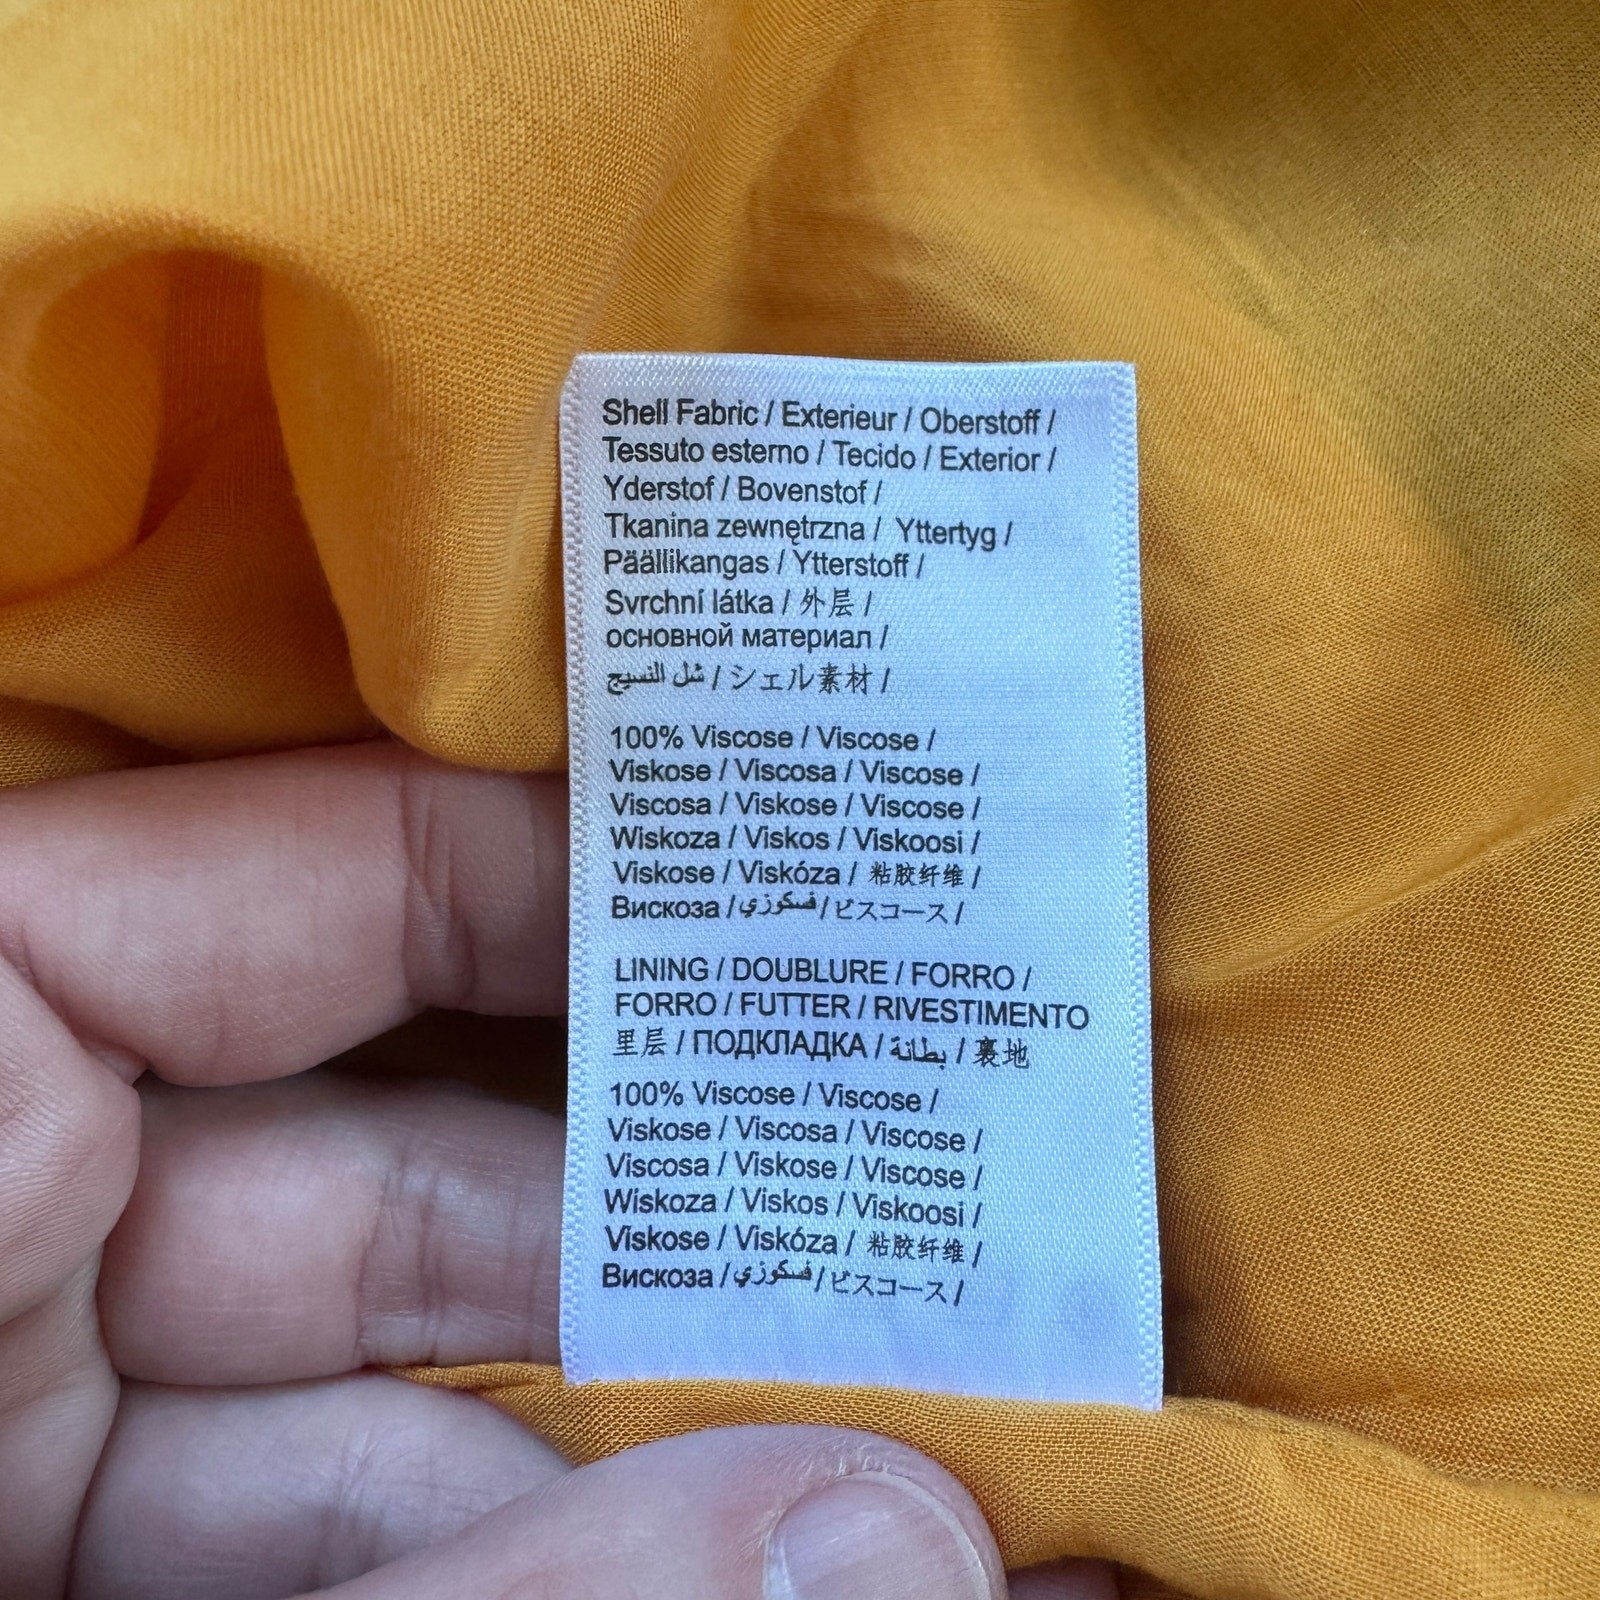 Shell Fabric / Exterieur / Oberstoff /
Tessuto esterno / Tecido / Exterior /
Yderstof / Bovenstof /
Tkanina zewnętrzna / Yttertyg /
Päällikangas / Ytterstoff /
Svrchní látka / 外层 /
основной материал /
شل النسيج / シェル素材 /
100% Viscose / Viscose /
Viskose / Viscosa / Viscose /
Viscosa / Viskose / Viscose /
Wiskoza / Viskos / Viskoosi /
Viskose / Viskóza / 粘胶纤维 /
Вискоза / فسكوزي / ビスコース /
LINING / DOUBLURE / FORRO /
FORRO / FUTTER / RIVESTIMENTO
里层 / ПОДКЛАДКА / بطانة / 裏地
100% Viscose / Viscose /
Viskose / Viscosa / Viscose /
Viscosa / Viskose / Viscose /
Wiskoza / Viskos / Viskoosi /
Viskose / Viskóza / 粘胶纤维 /
Вискоза / فسكوزي / ビスコース /